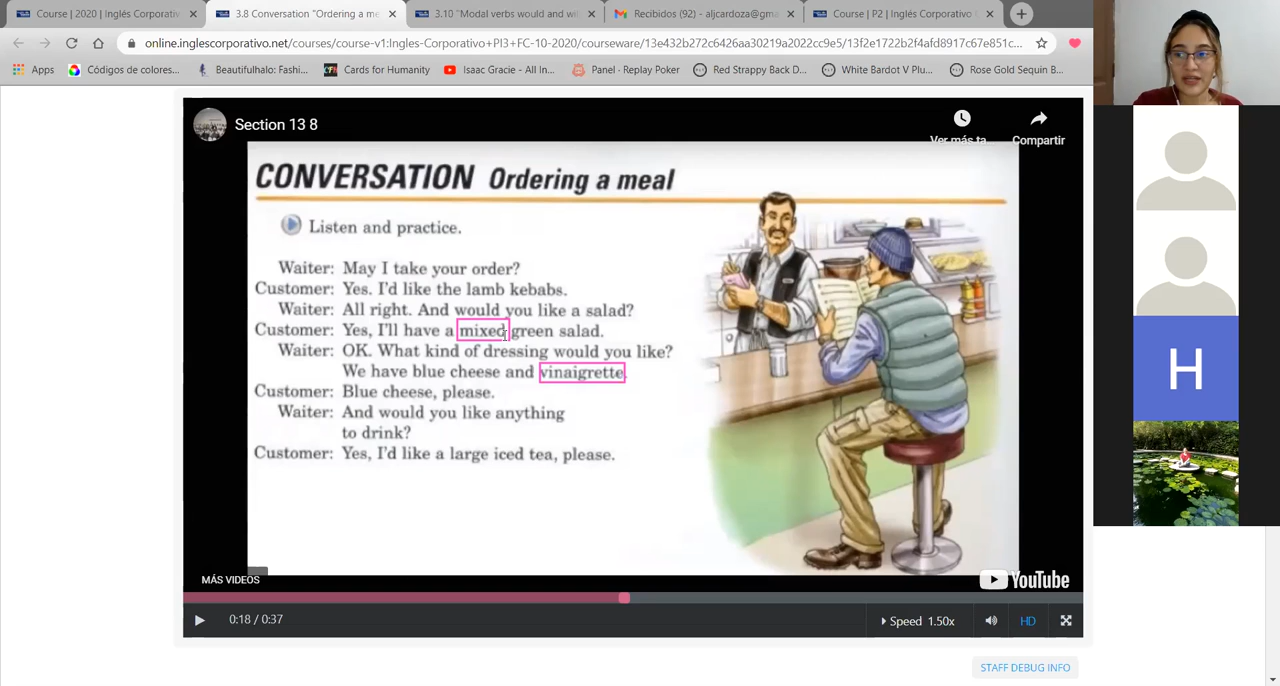 Course | 2020 | Inglés Corporativ
3.8 Conversation "Ordering a me
3.10 "Modal verbs would and wi
Recibidos (92) - aljcardoza@gma
Course | P2 | Inglés Corporativo
online.inglescorporativo.net/courses/course-v1:Ingles-Corporativo+PI3+FC-10-2020/courseware/13e432b272c6426aa30219a2022cc9e5/13f2e1722b2f4afd8917c67e851c...
Apps
Códigos de colores...
Beautifulhalo: Fashi...
Cards for Humanity
Isaac Gracie - All In...
Panel · Replay Poker
Red Strappy Back D...
White Bardot V Plu...
Rose Gold Sequin B...
Section 13 8
Ver más ta...
Compartir
CONVERSATION Ordering a meal
Listen and practice.
Waiter: May I take your order?
Customer: Yes. I'd like the lamb kebabs.
Waiter: All right. And would you like a salad?
Customer: Yes, I'll have a mixed green salad.
Waiter: OK. What kind of dressing would you like?
We have blue cheese and vinaigrette.
Customer: Blue cheese, please.
Waiter: And would you like anything
to drink?
Customer: Yes, I'd like a large iced tea, please.
MÁS VIDEOS
YouTube
0:18 / 0:37
Speed 1.50x
HD
STAFF DEBUG INFO
H